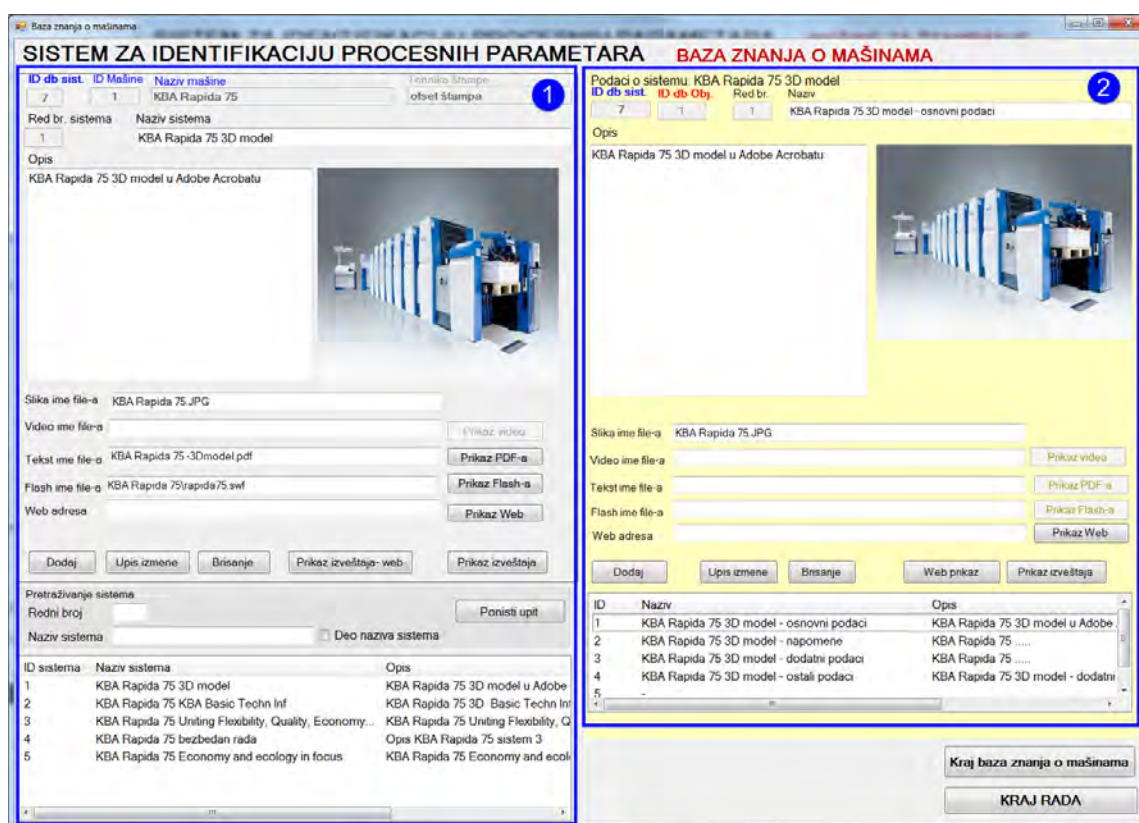 Baza znanja o mašinama
SISTEM ZA IDENTIFIKACIJU PROCESNIH PARAMETARA BAZA ZNANJA O MAŠINAMA
ID db sist. ID Mašine Naziv mašine Tehnika štampe
7 1 KBA Rapida 75 ofset štampa 1
Red br. sistema Naziv sistema
1 KBA Rapida 75 3D model
Opis
KBA Rapida 75 3D model u Adobe Acrobatu
Slika ime file-a KBA Rapida 75.JPG
Video ime file-a Prikaz video
Tekst ime file-a KBA Rapida 75 -3Dmodel.pdf Prikaz PDF-a
Flash ime file-a KBA Rapida 75\rapida75.swf Prikaz Flash-a
Web adresa Prikaz Web
Dodaj Upis izmene Brisanje Prikaz izveštaja- web Prikaz izveštaja
Pretraživanje sistema
Redni broj Ponisti upit
Naziv sistema Deo naziva sistema
ID sistema Naziv sistema Opis
1 KBA Rapida 75 3D model KBA Rapida 75 3D model u Adobe
2 KBA Rapida 75 KBA Basic Techn Inf KBA Rapida 75 3D Basic Techn Inf
3 KBA Rapida 75 Uniting Flexibility, Quality, Economy... KBA Rapida 75 Uniting Flexibility, Q
4 KBA Rapida 75 bezbedan rada Opis KBA Rapida 75 sistem 3
5 KBA Rapida 75 Economy and ecology in focus KBA Rapida 75 Economy and ecol
Podaci o sistemu: KBA Rapida 75 3D model
ID db sist. ID db Obj. Red br. Naziv 2
7 1 1 KBA Rapida 75 3D model - osnovni podaci
Opis
KBA Rapida 75 3D model u Adobe Acrobatu
Slika ime file-a KBA Rapida 75.JPG
Video ime file-a Prikaz video
Tekst ime file-a Prikaz PDF-a
Flash ime file-a Prikaz Flash-a
Web adresa Prikaz Web
Dodaj Upis izmene Brisanje Web prikaz Prikaz izveštaja
ID Naziv Opis
1 KBA Rapida 75 3D model - osnovni podaci KBA Rapida 75 3D model u Adobe
2 KBA Rapida 75 3D model - napomene KBA Rapida 75 .....
3 KBA Rapida 75 3D model - dodatni podaci KBA Rapida 75 .....
4 KBA Rapida 75 3D model - ostali podaci KBA Rapida 75 3D model - dodatni
5 -
Kraj baza znanja o mašinama
KRAJ RADA